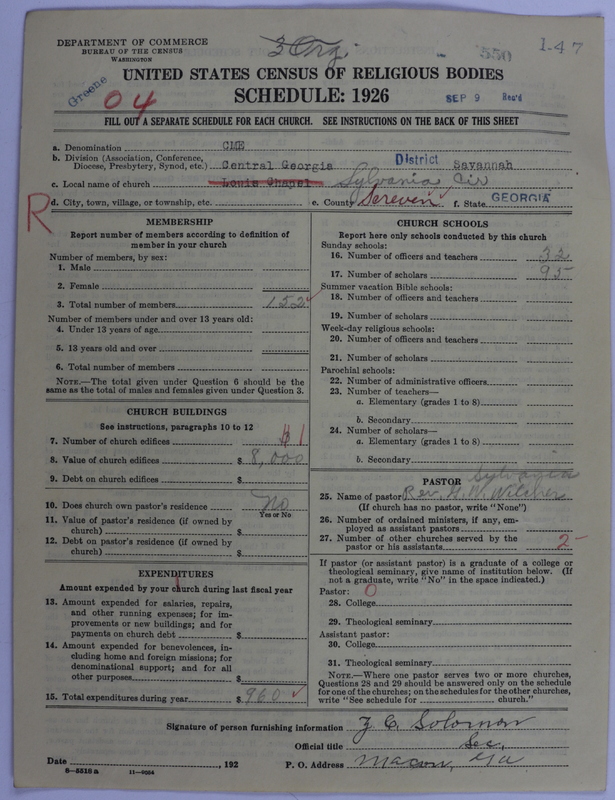 DEPARTMENT OF COMMERCE
BUREAU OF THE CENSUS
WASHINGTON
3 Org.
550
1-47
Greene
UNITED STATES CENSUS OF RELIGIOUS BODIES
04
SCHEDULE: 1926
SEP 9 Rec'd
FILL OUT A SEPARATE SCHEDULE FOR EACH CHURCH. SEE INSTRUCTIONS ON THE BACK OF THIS SHEET
a. Denomination CME
b. Division (Association, Conference, Diocese, Presbytery, Synod, etc.) Central Georgia District Savannah
c. Local name of church Louis Chapel Sylvania Cir
R
d. City, town, village, or township, etc. e. County Screven f. State GEORGIA
MEMBERSHIP
Report number of members according to definition of
member in your church
Number of members, by sex:
1. Male
2. Female
3. Total number of members 152
Number of members under and over 13 years old:
4. Under 13 years of age
5. 13 years old and over
6. Total number of members
NOTE.—The total given under Question 6 should be the
same as the total of males and females given under Question 3.
CHURCH BUILDINGS
See instructions, paragraphs 10 to 12
7. Number of church edifices 1
8. Value of church edifices $ 8,000
9. Debt on church edifices $
10. Does church own pastor's residence No
Yes or No
11. Value of pastor's residence (if owned by
church) $
12. Debt on pastor's residence (if owned by
church) $
EXPENDITURES
Amount expended by your church during last fiscal year
13. Amount expended for salaries, repairs,
and other running expenses; for im-
provements or new buildings; and for
payments on church debt $
14. Amount expended for benevolences, in-
cluding home and foreign missions; for
denominational support; and for all
other purposes $
15. Total expenditures during year $ 960
CHURCH SCHOOLS
Report here only schools conducted by this church
Sunday schools:
16. Number of officers and teachers 32
17. Number of scholars 95
Summer vacation Bible schools:
18. Number of officers and teachers
19. Number of scholars
Week-day religious schools:
20. Number of officers and teachers
21. Number of scholars
Parochial schools:
22. Number of administrative officers
23. Number of teachers—
a. Elementary (grades 1 to 8)
b. Secondary
24. Number of scholars—
a. Elementary (grades 1 to 8)
b. Secondary
PASTOR Sylvania
25. Name of pastor Rev. H. W. Wilcher
(If church has no pastor, write "None")
26. Number of ordained ministers, if any, em-
ployed as assistant pastors
27. Number of other churches served by the
pastor or his assistants 2
If pastor (or assistant pastor) is a graduate of a college or
theological seminary, give name of institution below. (If
not a graduate, write "No" in the space indicated.)
Pastor: 0
28. College
29. Theological seminary
Assistant pastor:
30. College
31. Theological seminary
NOTE.—Where one pastor serves two or more churches,
Questions 28 and 29 should be answered only on the schedule
for one of the churches; on the schedules for the other churches,
write "See schedule for church."
Signature of person furnishing information Z C Solomon
Official title Sec,
Date , 192 P. O. Address Macon, Ga
8—5518a 11—9084